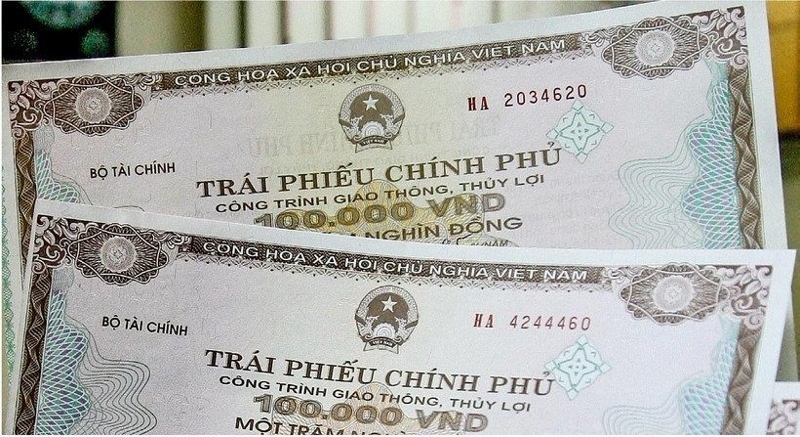 CỘNG HÒA XÃ HỘI CHỦ NGHĨA VIỆT NAM
HA 2034620
BỘ TÀI CHÍNH
TRÁI PHIẾU CHÍNH PHỦ
CÔNG TRÌNH GIAO THÔNG, THỦY LỢI
100.000 VND
NGHÌN ĐỒNG
CỘNG HÒA XÃ HỘI CHỦ NGHĨA VIỆT NAM
HA 4244460
BỘ TÀI CHÍNH
TRÁI PHIẾU CHÍNH PHỦ
CÔNG TRÌNH GIAO THÔNG, THỦY LỢI
100.000 VND
MỘT TRĂM